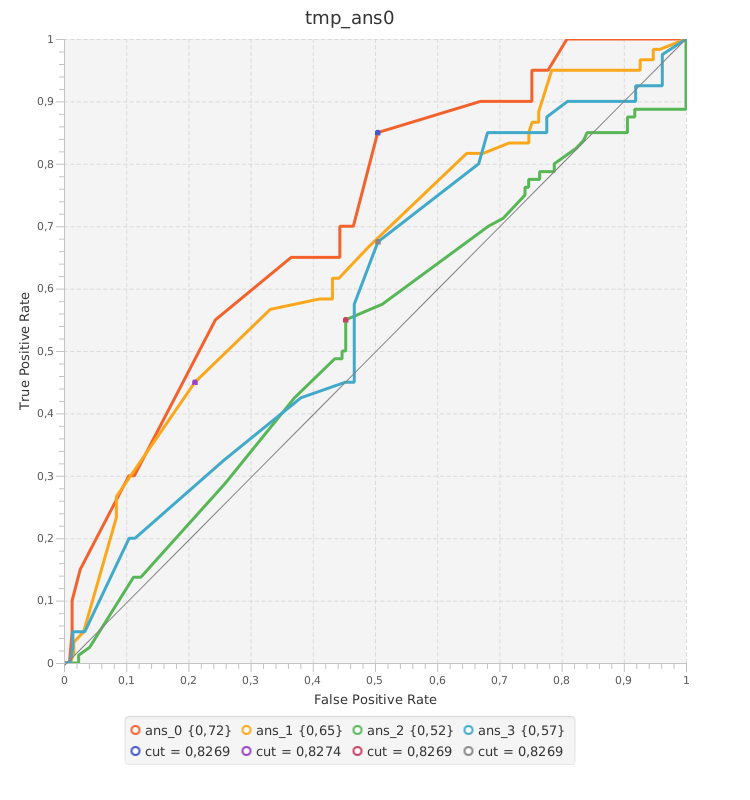 tmp_ans0
1
0,9
0,8
0,7
0,6
0,5
0,4
0,3
0,2
0,1
0
True Positive Rate
0 0,1 0,2 0,3 0,4 0,5 0,6 0,7 0,8 0,9 1
False Positive Rate
ans_0 {0,72} ans_1 {0,65} ans_2 {0,52} ans_3 {0,57}
cut = 0,8269 cut = 0,8274 cut = 0,8269 cut = 0,8269